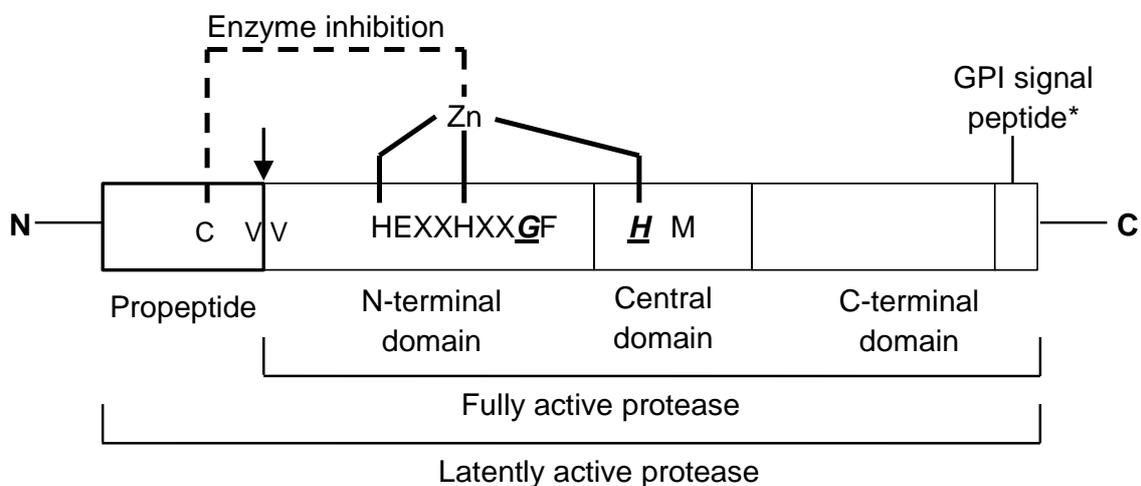 Enzyme inhibition
GPI signal
peptide*
Zn
N
C V V HEXXHXXGF H M
C
Propeptide
N-terminal
domain
Central
domain
C-terminal
domain
Fully active protease
Latently active protease